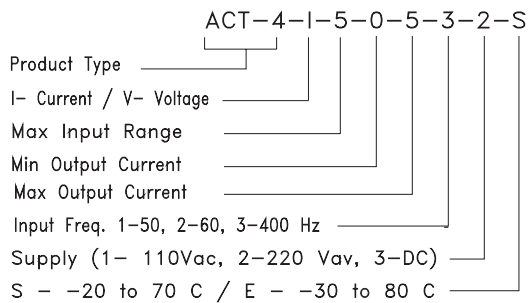 ACT-4-I-5-0-5-3-2-S
Product Type
I- Current / V- Voltage
Max Input Range
Min Output Current
Max Output Current
Input Freq. 1-50, 2-60, 3-400 Hz
Supply (1- 110Vac, 2-220 Vav, 3-DC)
S - -20 to 70 C / E - -30 to 80 C